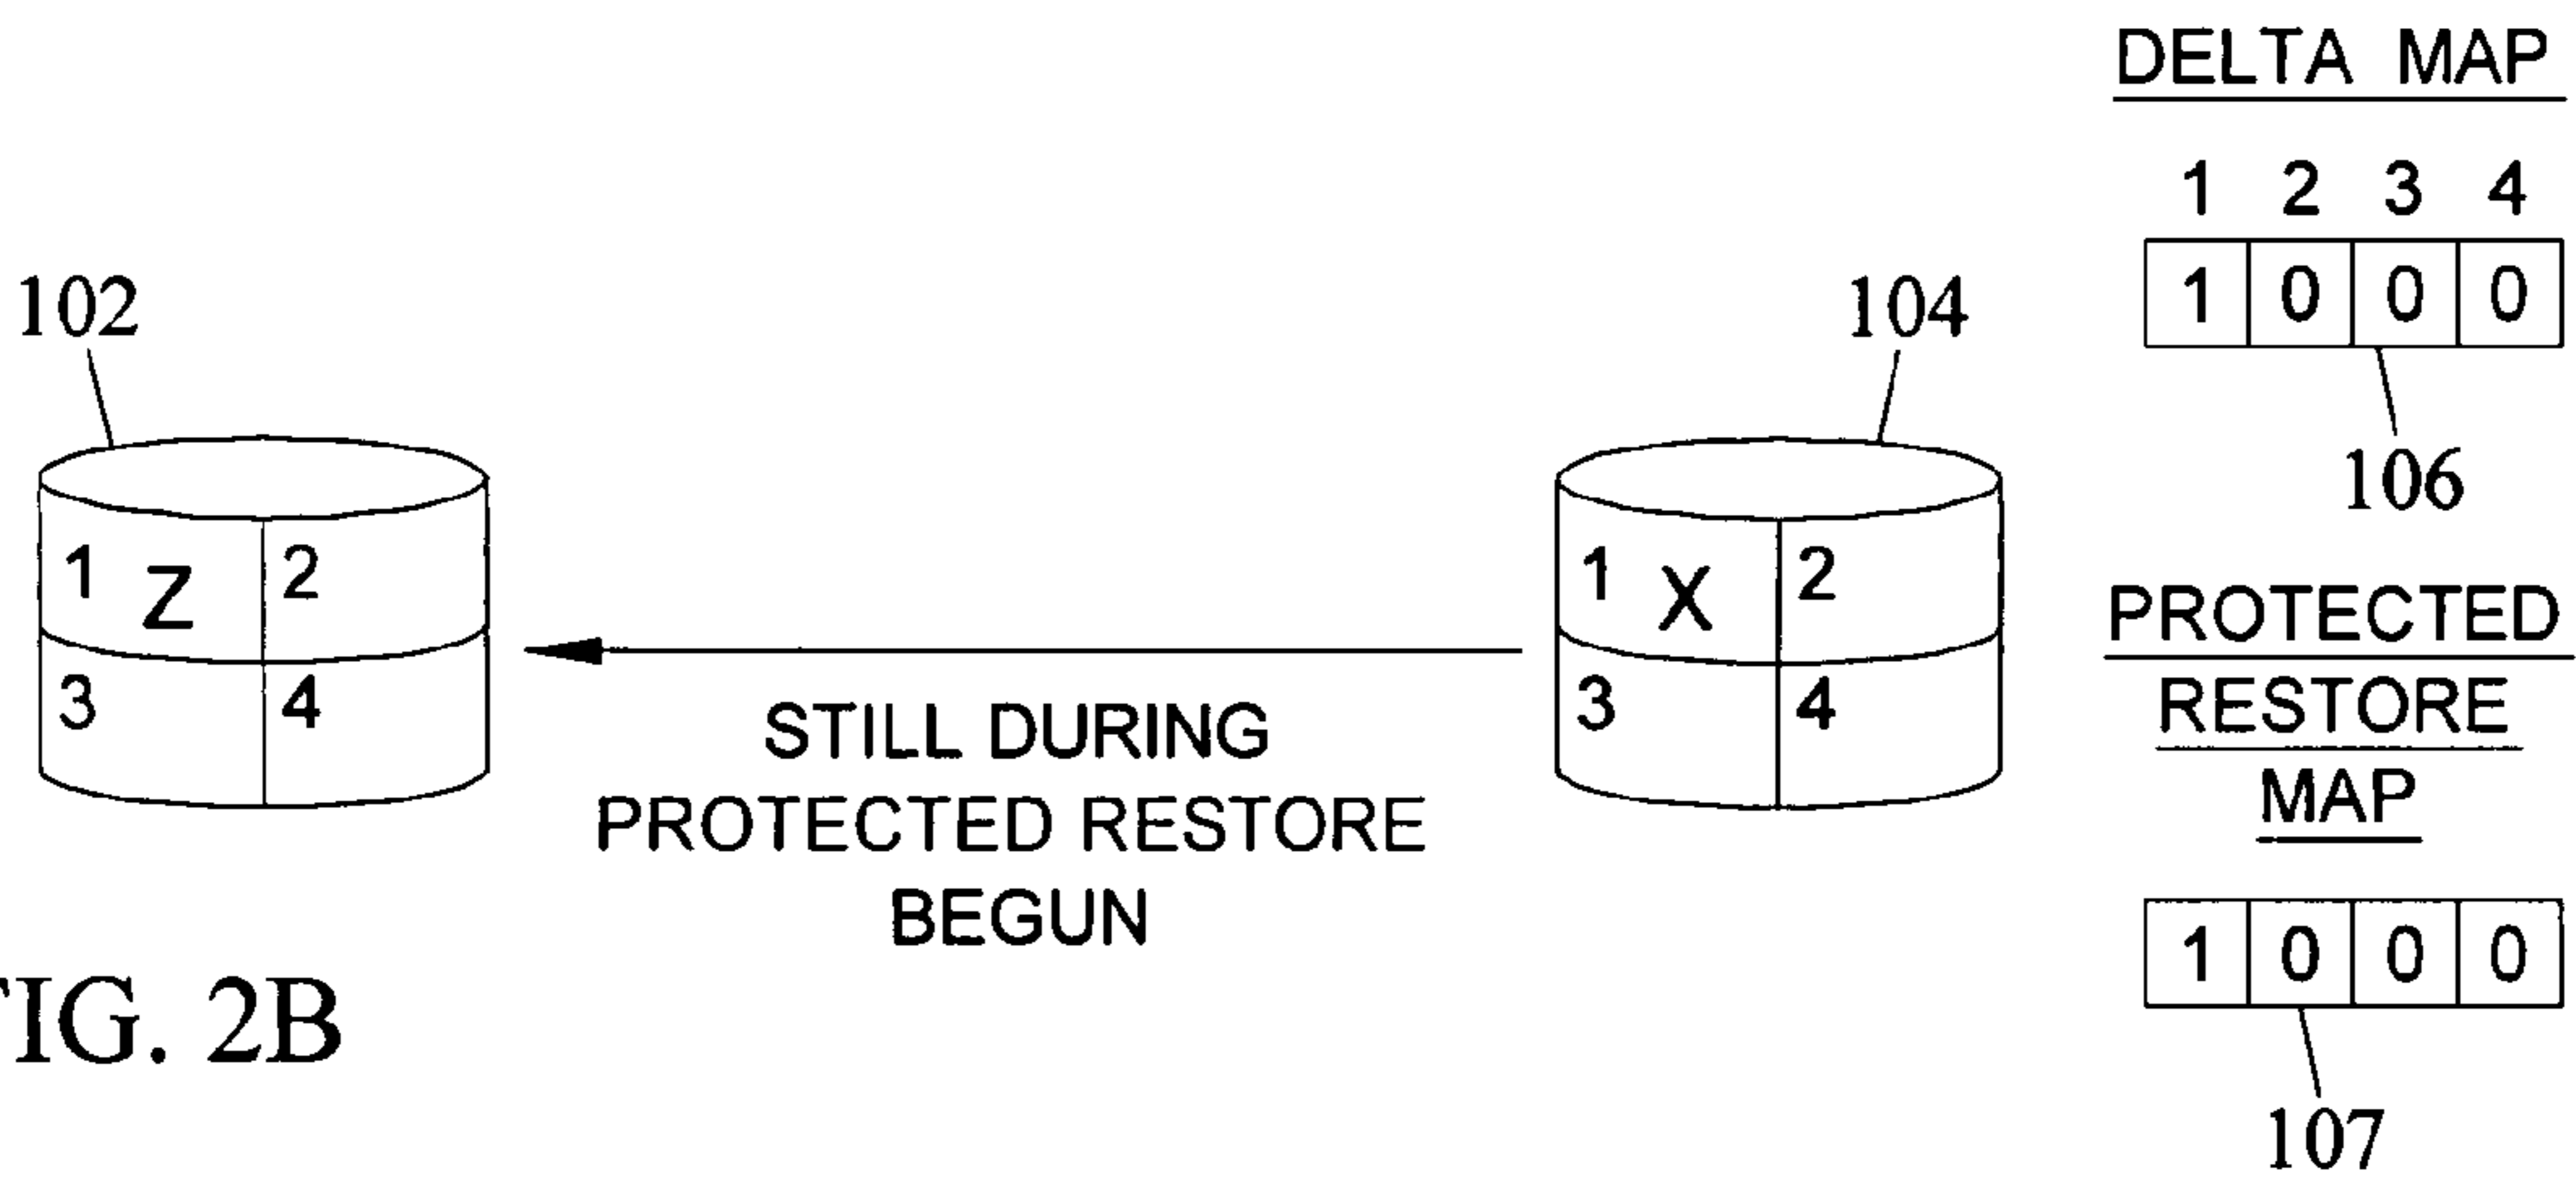 DELTA MAP
1 2 3 4
1 0 0 0
106
102
1 Z 2
3 4
104
1 X 2
3 4
STILL DURING
PROTECTED RESTORE
BEGUN
PROTECTED
RESTORE
MAP
1 0 0 0
107
FIG. 2B